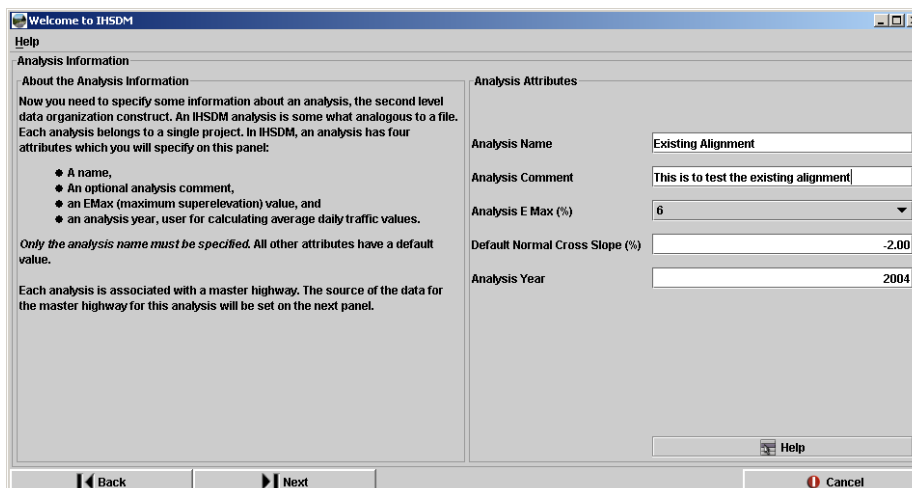 Welcome to IHSDM
Help
Analysis Information
About the Analysis Information
Now you need to specify some information about an analysis, the second level
data organization construct. An IHSDM analysis is some what analogous to a file.
Each analysis belongs to a single project. In IHSDM, an analysis has four
attributes which you will specify on this panel:
A name,
An optional analysis comment,
an EMax (maximum superelevation) value, and
an analysis year, user for calculating average daily traffic values.
Only the analysis name must be specified. All other attributes have a default
value.
Each analysis is associated with a master highway. The source of the data for
the master highway for this analysis will be set on the next panel.
Analysis Attributes
Analysis Name Existing Alignment
Analysis Comment This is to test the existing alignment
Analysis E Max (%) 6
Default Normal Cross Slope (%) -2.00
Analysis Year 2004
Help
Back Next Cancel